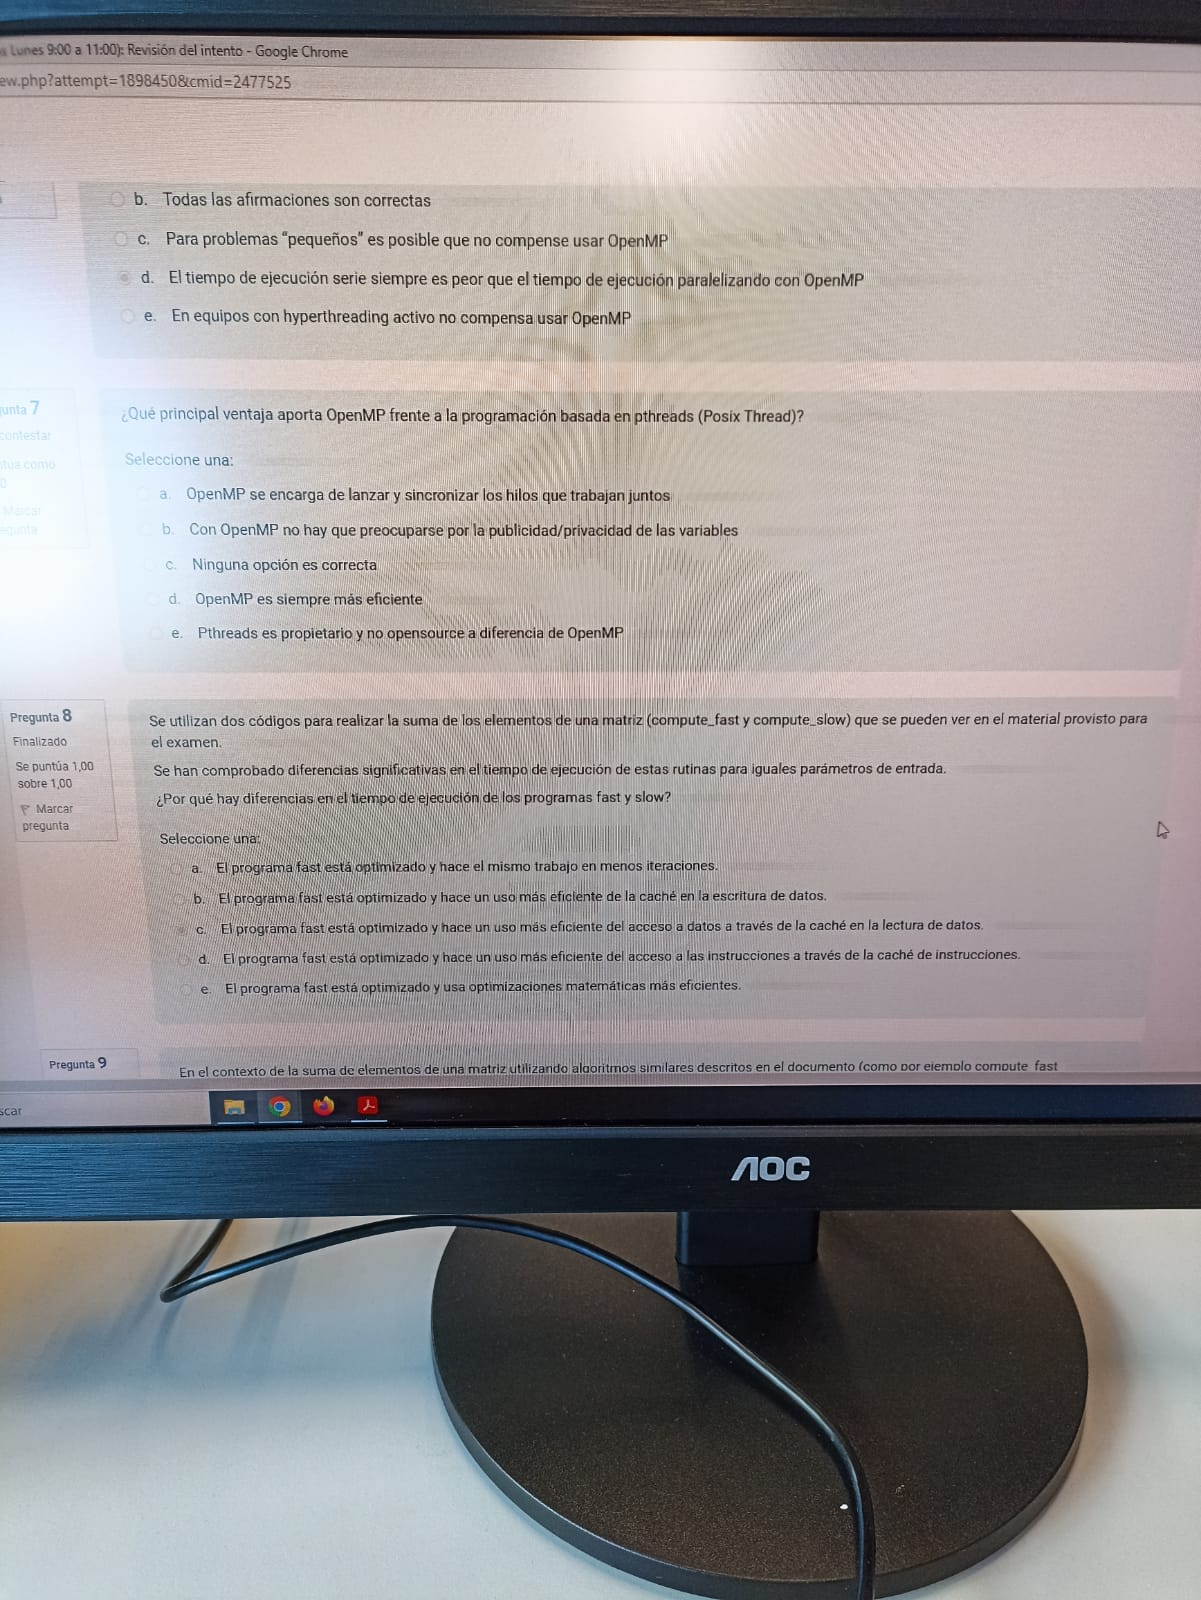 Lunes 9:00 a 11:00): Revisión del intento - Google Chrome
ew.php?attempt=1898450&cmid=2477525
b. Todas las afirmaciones son correctas
c. Para problemas "pequeños" es posible que no compense usar OpenMP
d. El tiempo de ejecución serie siempre es peor que el tiempo de ejecución paralelizando con OpenMP
e. En equipos con hyperthreading activo no compensa usar OpenMP
unta 7
contestar
túa como
0
Marcar
egunta
¿Qué principal ventaja aporta OpenMP frente a la programación basada en pthreads (Posix Thread)?
Seleccione una:
a. OpenMP se encarga de lanzar y sincronizar los hilos que trabajan juntos
b. Con OpenMP no hay que preocuparse por la publicidad/privacidad de las variables
c. Ninguna opción es correcta
d. OpenMP es siempre más eficiente
e. Pthreads es propietario y no opensource a diferencia de OpenMP
Pregunta 8
Finalizado
Se puntúa 1,00
sobre 1,00
Marcar
pregunta
Se utilizan dos códigos para realizar la suma de los elementos de una matriz (compute_fast y compute_slow) que se pueden ver en el material provisto para
el examen.
Se han comprobado diferencias significativas en el tiempo de ejecución de estas rutinas para iguales parámetros de entrada.
¿Por qué hay diferencias en el tiempo de ejecución de los programas fast y slow?
Seleccione una:
a. El programa fast está optimizado y hace el mismo trabajo en menos iteraciones.
b. El programa fast está optimizado y hace un uso más eficiente de la caché en la escritura de datos.
c. El programa fast está optimizado y hace un uso más eficiente del acceso a datos a través de la caché en la lectura de datos.
d. El programa fast está optimizado y hace un uso más eficiente del acceso a las instrucciones a través de la caché de instrucciones.
e. El programa fast está optimizado y usa optimizaciones matemáticas más eficientes.
Pregunta 9
En el contexto de la suma de elementos de una matriz utilizando algoritmos similares descritos en el documento (como por ejemplo compute_fast
scar
AOC